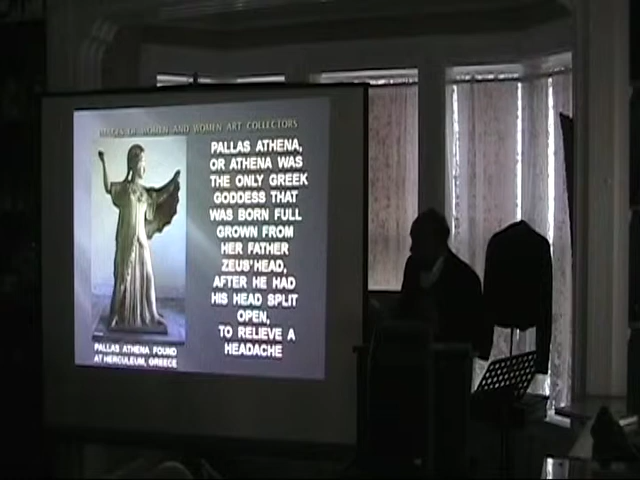 IMAGES OF WOMEN AND WOMEN ART COLLECTORS
PALLAS ATHENA,
OR ATHENA WAS
THE ONLY GREEK
GODDESS THAT
WAS BORN FULL
GROWN FROM
HER FATHER
ZEUS'HEAD,
AFTER HE HAD
HIS HEAD SPLIT
OPEN,
TO RELIEVE A
HEADACHE
PALLAS ATHENA FOUND
AT HERCULEUM, GREECE